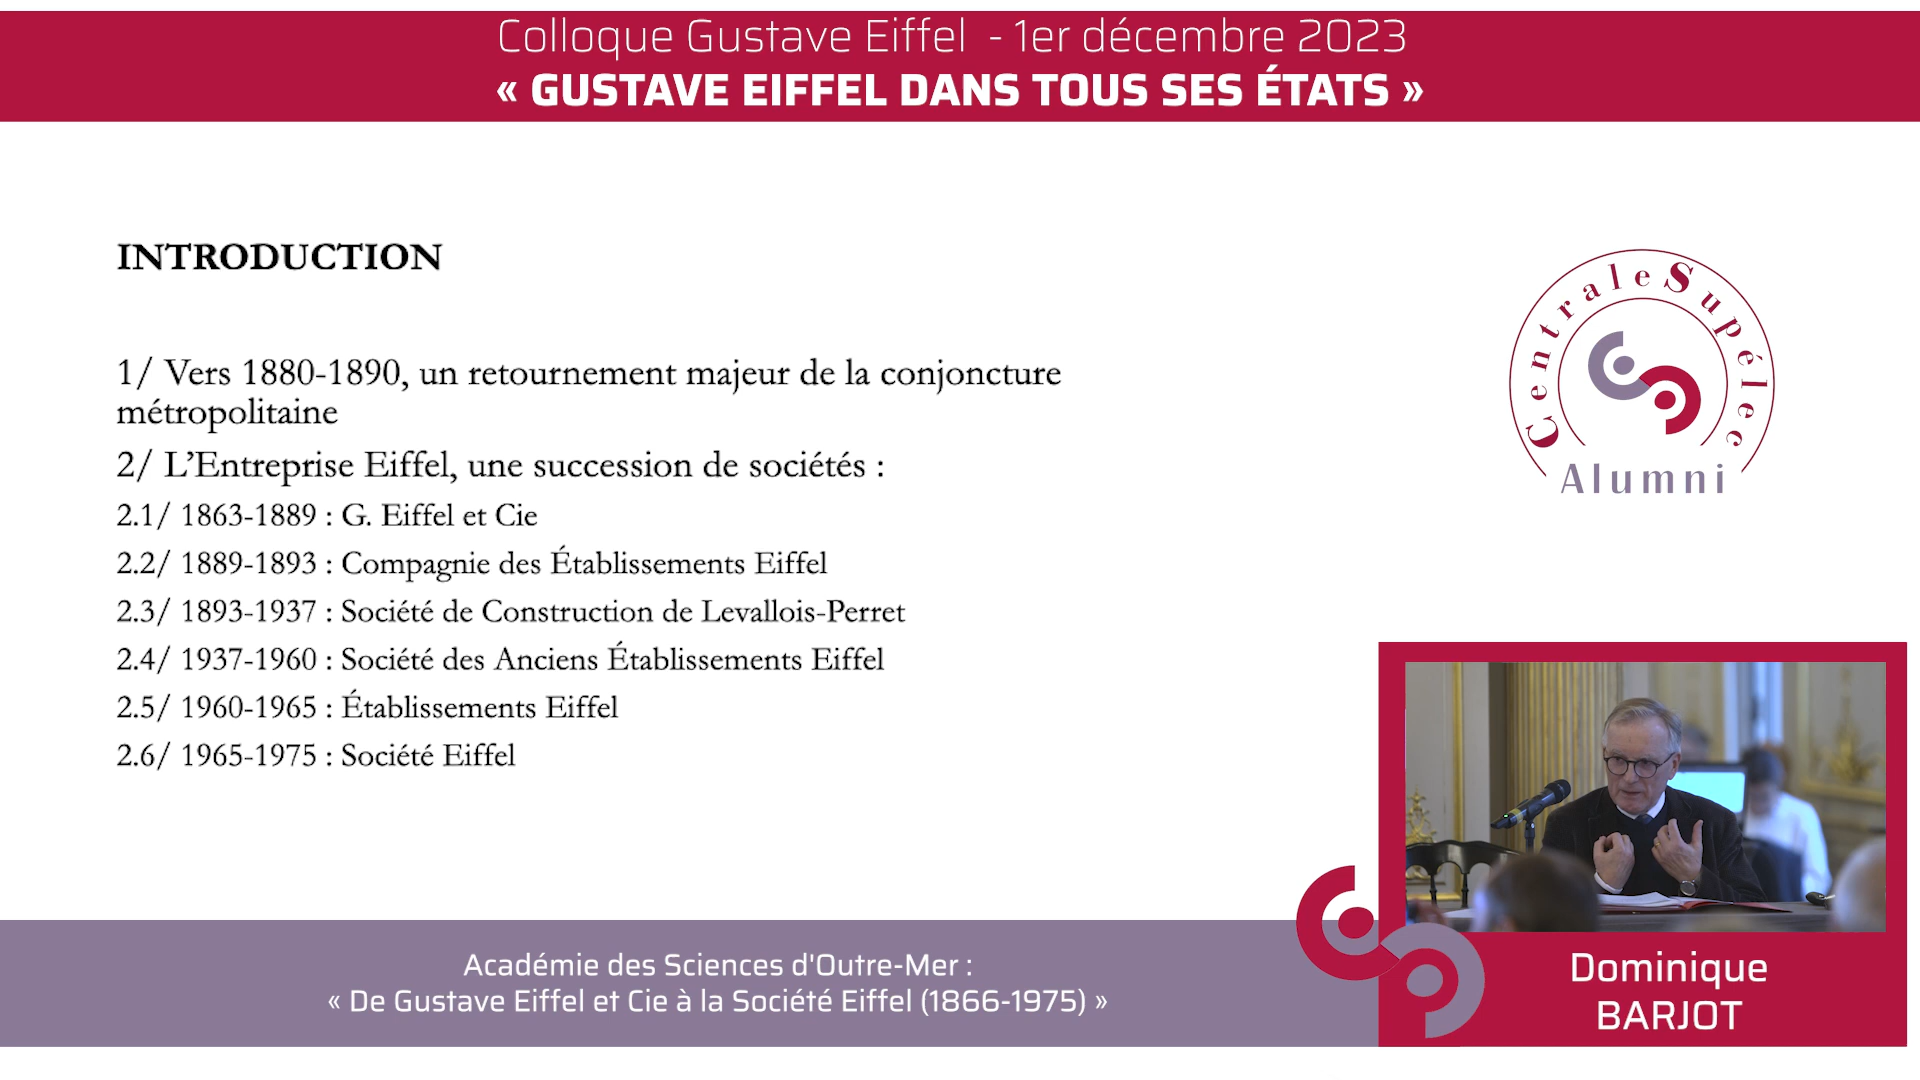 Colloque Gustave Eiffel - 1er décembre 2023
« GUSTAVE EIFFEL DANS TOUS SES ÉTATS »
INTRODUCTION
1/ Vers 1880-1890, un retournement majeur de la conjoncture
métropolitaine
2/ L’Entreprise Eiffel, une succession de sociétés :
2.1/ 1863-1889 : G. Eiffel et Cie
2.2/ 1889-1893 : Compagnie des Établissements Eiffel
2.3/ 1893-1937 : Société de Construction de Levallois-Perret
2.4/ 1937-1960 : Société des Anciens Établissements Eiffel
2.5/ 1960-1965 : Établissements Eiffel
2.6/ 1965-1975 : Société Eiffel
CentraleSupélec
Alumni
Académie des Sciences d'Outre-Mer :
« De Gustave Eiffel et Cie à la Société Eiffel (1866-1975) »
Dominique
BARJOT